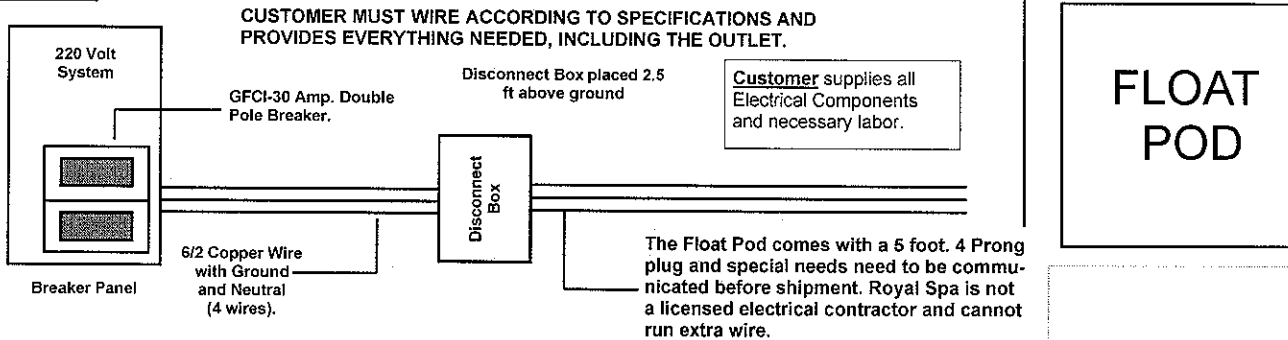 CUSTOMER MUST WIRE ACCORDING TO SPECIFICATIONS AND
PROVIDES EVERYTHING NEEDED, INCLUDING THE OUTLET.
220 Volt
System
GFCI-30 Amp. Double
Pole Breaker.
Disconnect Box placed 2.5
ft above ground
Customer supplies all
Electrical Components
and necessary labor.
FLOAT
POD
Disconnect
Box
6/2 Copper Wire
with Ground
and Neutral
(4 wires).
Breaker Panel
The Float Pod comes with a 5 foot. 4 Prong
plug and special needs need to be commu-
nicated before shipment. Royal Spa is not
a licensed electrical contractor and cannot
run extra wire.